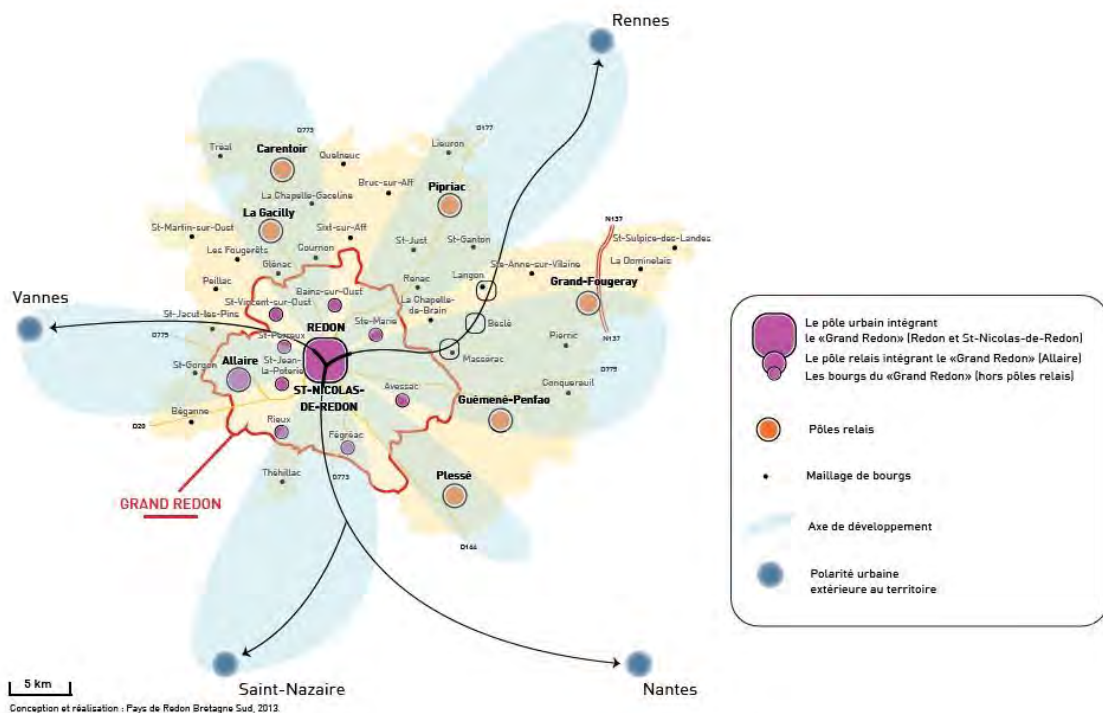 Rennes
D773
D177
Tréal
Carentoir
Quelneuc
Lieuron
Bruc-sur-Aff
Pipriac
La Chapelle-Gaceline
La Gacilly
N137
St-Martin-sur-Oust
Sixt-sur-Aff
St-Just
St-Ganton
St-Sulpice-des-Landes
Les Fougerêts
Cournon
La Dominelais
Glénac
Ste-Anne-sur-Vilaine
Peillac
Renac
Langon
Grand-Fougeray
Bains-sur-Oust
St-Vincent-sur-Oust
La Chapelle-
de-Brain
Vannes
St-Jacut-les-Pins
Ste-Marie
Beslé
REDON
D775
St-Perreux
Pierric
N137
Allaire
St-Jean-
la-Poterie
Massérac
St-Gorgon
D775
ST-NICOLAS-
DE-REDON
Avessac
Conquereuil
Guémené-Penfao
Béganne
D20
Rieux
Fégréac
Théhillac
D773
Plessé
GRAND REDON
D164
Saint-Nazaire
Nantes
5 km
Conception et réalisation : Pays de Redon Bretagne Sud, 2013.
Le pôle urbain intégrant
le «Grand Redon» (Redon et St-Nicolas-de-Redon)
Le pôle relais intégrant le «Grand Redon» (Allaire)
Les bourgs du «Grand Redon» (hors pôles relais)
Pôles relais
Maillage de bourgs
Axe de développement
Polarité urbaine
extérieure au territoire